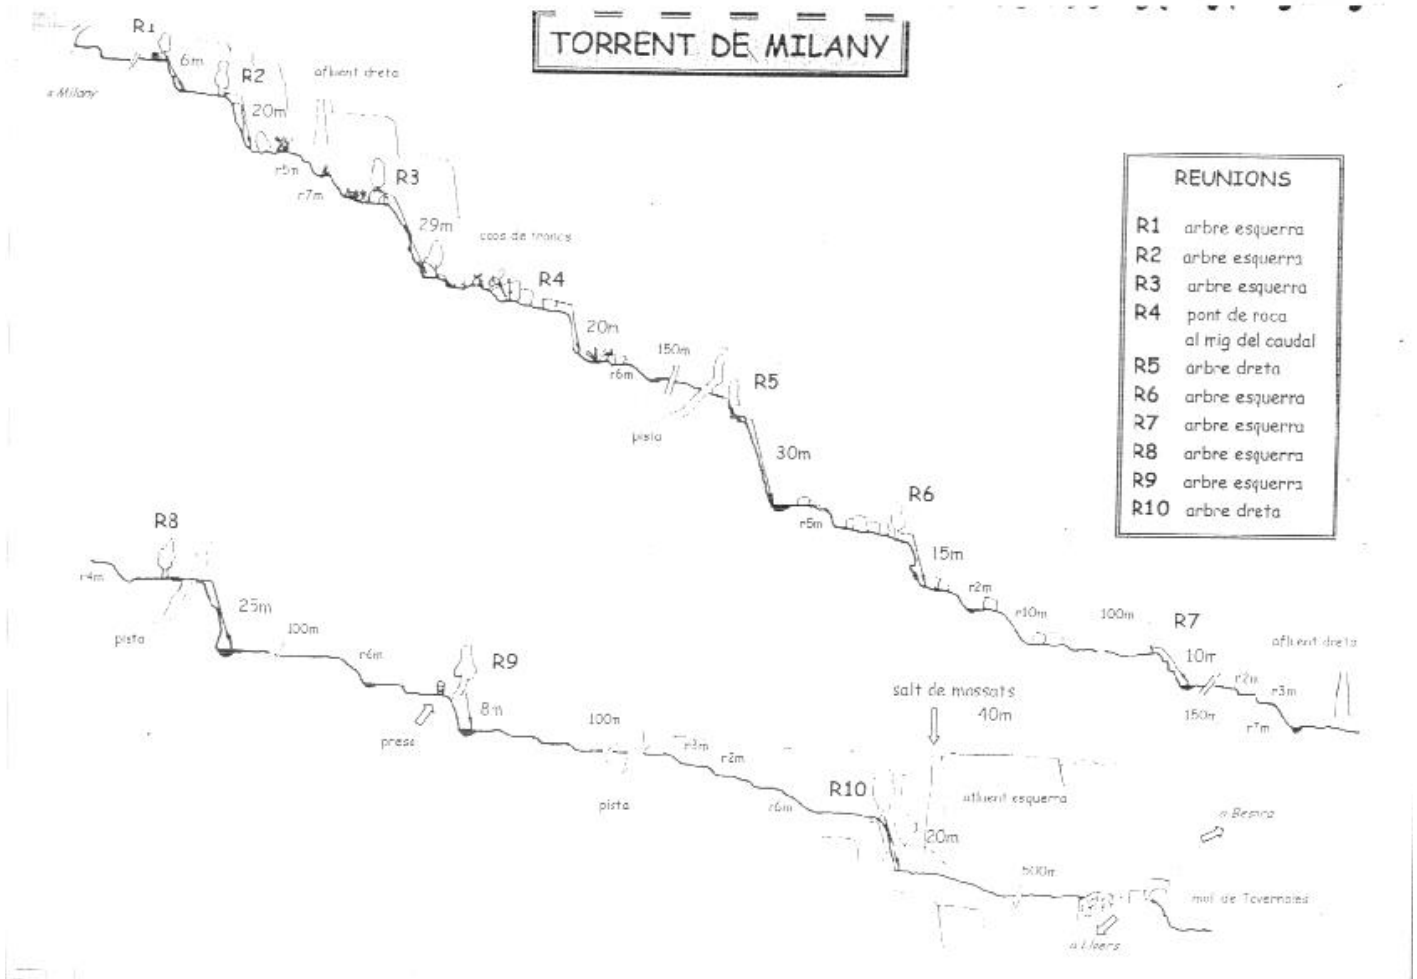 TORRENT DE MILANY
R1
6m
R2
a Milany
20m
afluent dreta
r5m
r7m
R3
29m
caos de troncs
R4
20m
r6m
150m
R5
pista
30m
r5m
R6
15m
r2m
r10m
100m
R7
10m
afluent dreta
150m
r2m
r3m
r7m
REUNIONS
R1 arbre esquerra
R2 arbre esquerra
R3 arbre esquerra
R4 pont de roca
al mig del caudal
R5 arbre dreta
R6 arbre esquerra
R7 arbre esquerra
R8 arbre esquerra
R9 arbre esquerra
R10 arbre dreta
r4m
R8
pista
25m
100m
r6m
presa
R9
8m
100m
pista
r3m
r2m
r6m
R10
salt de mossats
40m
afluent esquerra
20m
500m
a Besora
molí de Tavernoles
a Llaers